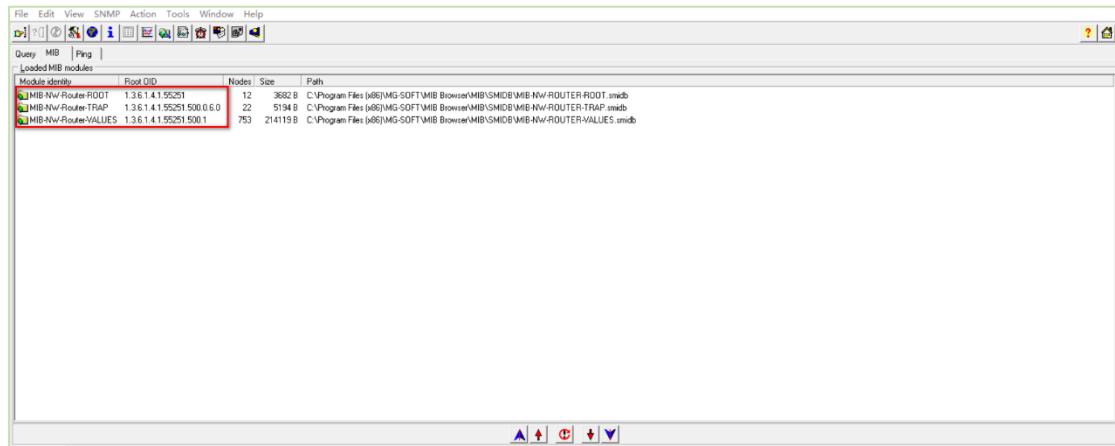 File Edit View SNMP Action Tools Window Help
Query MIB Ping
Loaded MIB modules
Module identity Root OID Nodes Size Path
MIB-NW-Router-ROOT 1.3.6.1.4.1.55251 12 3682 B C:\Program Files (x86)\MG-SOFT\MIB Browser\MIB\SMIDB\MIB-NW-ROUTER-ROOT.smidb
MIB-NW-Router-TRAP 1.3.6.1.4.1.55251.500.0.6.0 22 5194 B C:\Program Files (x86)\MG-SOFT\MIB Browser\MIB\SMIDB\MIB-NW-ROUTER-TRAP.smidb
MIB-NW-Router-VALUES 1.3.6.1.4.1.55251.500.1 753 214119 B C:\Program Files (x86)\MG-SOFT\MIB Browser\MIB\SMIDB\MIB-NW-ROUTER-VALUES.smidb